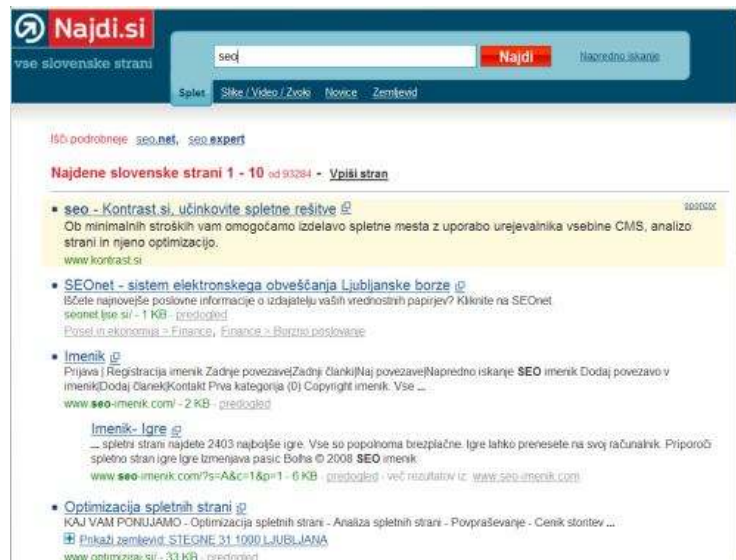 Najdi.si
vse slovenske strani
seo
Najdi
Napredno iskanje
Splet Slike / Video / Zvoki Novice Zemljevid
Išči podrobneje seo.net, seo expert
Najdene slovenske strani 1 - 10 od 93284 - Vpiši stran
seo - Kontrast.si, učinkovite spletne rešitve
sponzor
Ob minimalnih stroških vam omogočamo izdelavo spletne mesta z uporabo urejevalnika vsebine CMS, analizo
strani in njeno optimizacijo.
www.kontrast.si
SEOnet - sistem elektronskega obveščanja Ljubljanske borze
Iščete najnovejše poslovne informacije o izdajatelju vaših vrednostnih papirjev? Kliknite na SEOnet
seonet.ljse.si/ - 1 KB - predogled
Posel in ekonomija > Finance, Finance > Borzno poslovanje
Imenik
Prijava | Registracija imenik Zadnje povezave|Zadnji članki|Naj povezave|Napredno iskanje SEO imenik Dodaj povezavo v
imenik|Dodaj članek|Kontakt Prva kategorija (0) Copyright imenik. Vse ...
www.seo-imenik.com/ - 2 KB - predogled
Imenik- Igre
... spletni strani najdete 2403 najboljše igre. Vse so popolnoma brezplačne. Igre lahko prenesete na svoj računalnik. Priporoči
spletno stran igre Igre Izmenjava pasic Bolha © 2008 SEO imenik
www.seo-imenik.com/?s=A&c=1&p=1 - 6 KB - predogled - več rezultatov iz: www.seo-imenik.com
Optimizacija spletnih strani
KAJ VAM PONUJAMO - Optimizacija spletnih strani - Analiza spletnih strani - Povpraševanje - Cenik storitev ...
Prikaži zemljevid: STEGNE 31 1000 LJUBLJANA
www.optimizira.si/ - 33 KB - predogled